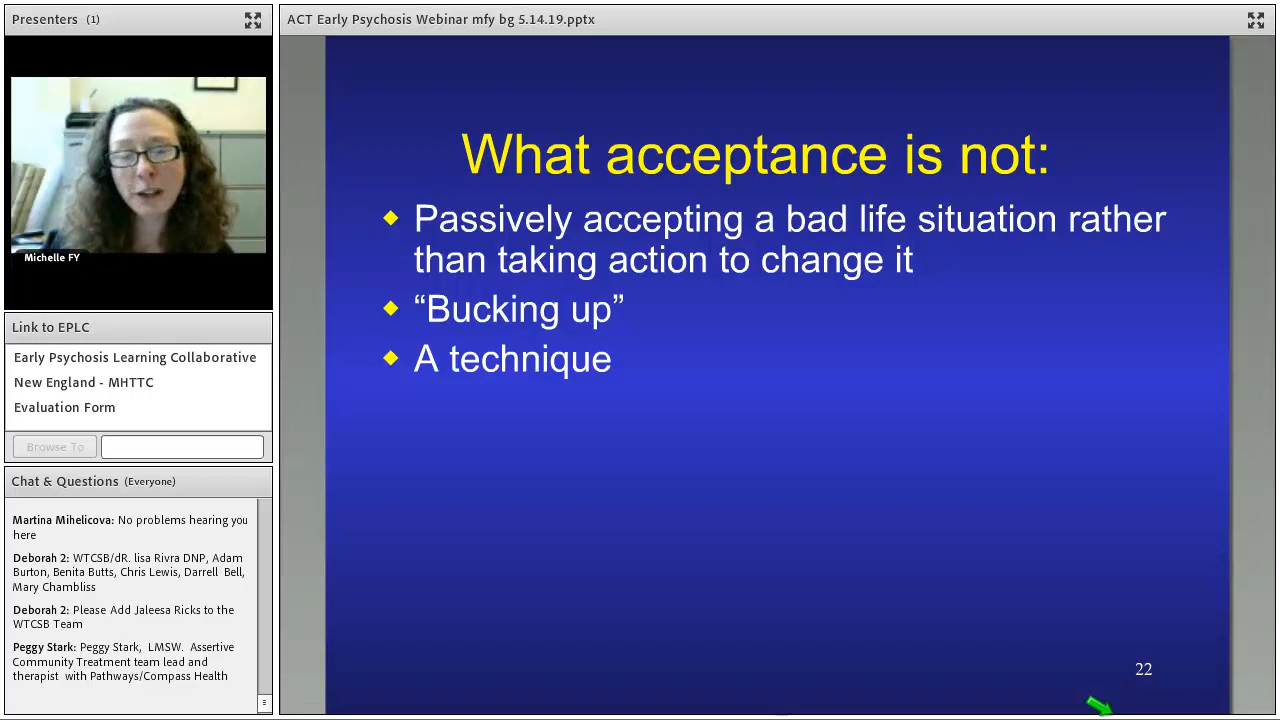 Presenters (1)
Michelle FY
Link to EPLC
Early Psychosis Learning Collaborative
New England - MHTTC
Evaluation Form
Browse To
Chat & Questions (Everyone)
Martina Mihelicova: No problems hearing you
here
Deborah 2: WTCSB/dR. lisa Rivra DNP, Adam
Burton, Benita Butts, Chris Lewis, Darrell Bell,
Mary Chambliss
Deborah 2: Please Add Jaleesa Ricks to the
WTCSB Team
Peggy Stark: Peggy Stark, LMSW. Assertive
Community Treatment team lead and
therapist with Pathways/Compass Health
ACT Early Psychosis Webinar mfy bg 5.14.19.pptx
What acceptance is not:
Passively accepting a bad life situation rather
than taking action to change it
“Bucking up”
A technique
22